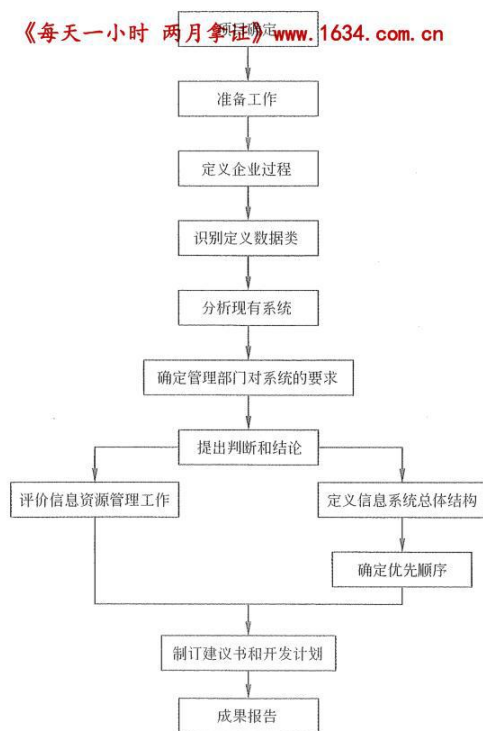 《每天一小时 两月拿证》www.1634.com.cn
准备工作
定义企业过程
识别定义数据类
分析现有系统
确定管理部门对系统的要求
提出判断和结论
评价信息资源管理工作
定义信息系统总体结构
确定优先顺序
制订建议书和开发计划
成果报告